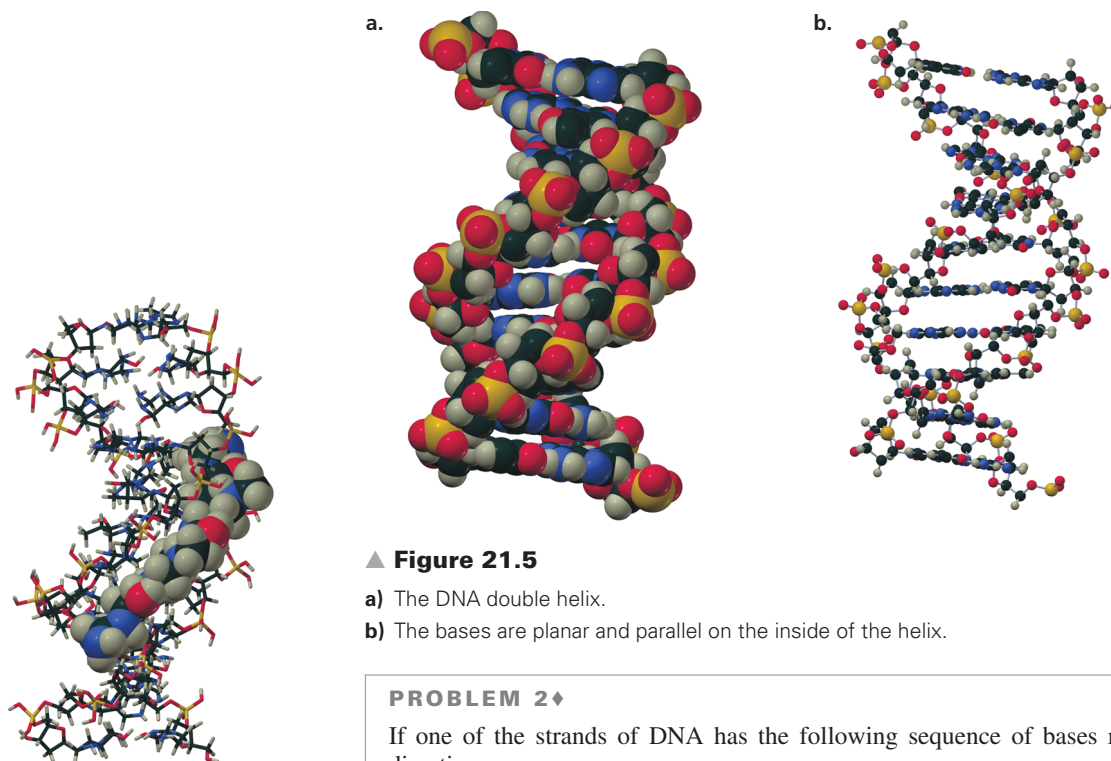 a.
b.
▲ Figure 21.5
a) The DNA double helix.
b) The bases are planar and parallel on the inside of the helix.
PROBLEM 2♦
If one of the strands of DNA has the following sequence of bases